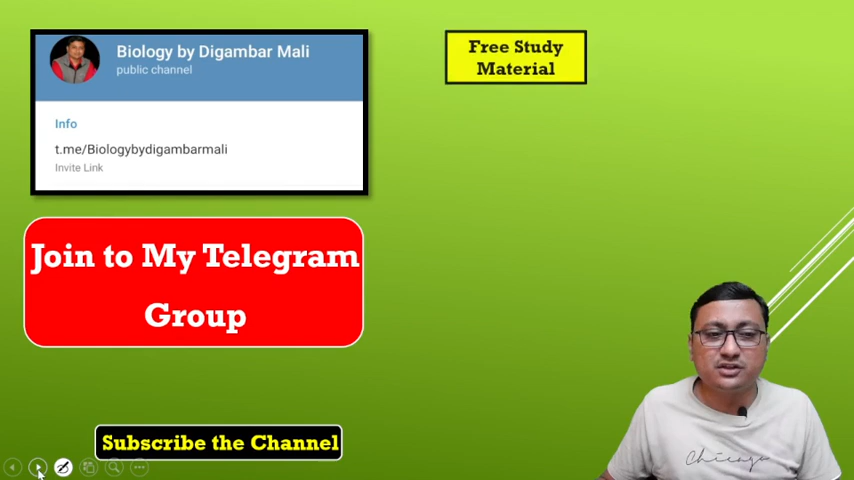 Biology by Digambar Mali
public channel
Info
t.me/Biologybydigambarmali
Invite Link
Free Study
Material
Join to My Telegram
Group
Subscribe the Channel
Chicago